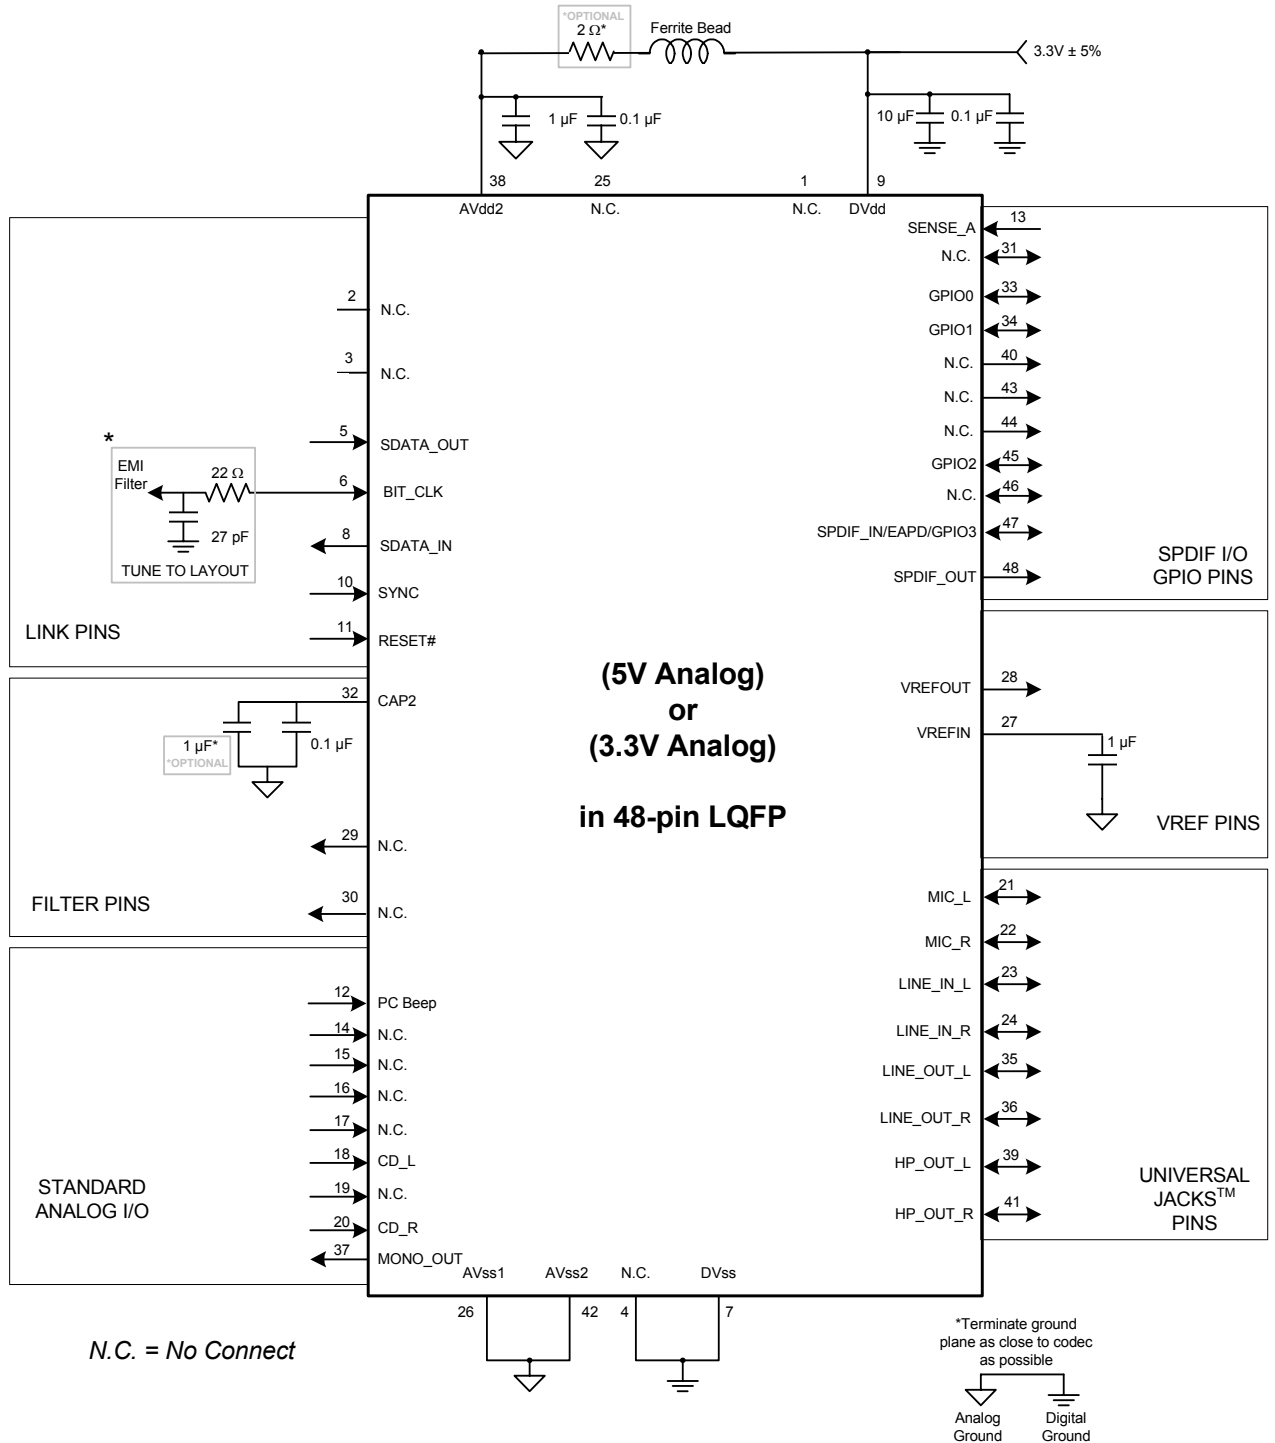 *OPTIONAL
2 Ω*
Ferrite Bead
3.3V ± 5%
1 µF
0.1 µF
10 µF
0.1 µF
38
25
1
9
AVdd2
N.C.
N.C.
DVdd
2
N.C.
3
N.C.
5
SDATA_OUT
*
EMI
Filter
22 Ω
27 pF
TUNE TO LAYOUT
6
BIT_CLK
8
SDATA_IN
10
SYNC
11
RESET#
LINK PINS
32
CAP2
1 µF*
*OPTIONAL
0.1 µF
29
N.C.
30
N.C.
FILTER PINS
12
PC Beep
14
N.C.
15
N.C.
16
N.C.
17
N.C.
18
CD_L
19
N.C.
20
CD_R
37
MONO_OUT
STANDARD
ANALOG I/O
(5V Analog)
or
(3.3V Analog)
in 48-pin LQFP
SENSE_A
13
N.C.
31
GPIO0
33
GPIO1
34
N.C.
40
N.C.
43
N.C.
44
GPIO2
45
N.C.
46
SPDIF_IN/EAPD/GPIO3
47
SPDIF_OUT
48
SPDIF I/O
GPIO PINS
VREFOUT
28
VREFIN
27
1 µF
VREF PINS
MIC_L
21
MIC_R
22
LINE_IN_L
23
LINE_IN_R
24
LINE_OUT_L
35
LINE_OUT_R
36
HP_OUT_L
39
HP_OUT_R
41
UNIVERSAL
JACKS™
PINS
AVss1
AVss2
N.C.
DVss
26
42
4
7
N.C. = No Connect
*Terminate ground
plane as close to codec
as possible
Analog
Ground
Digital
Ground